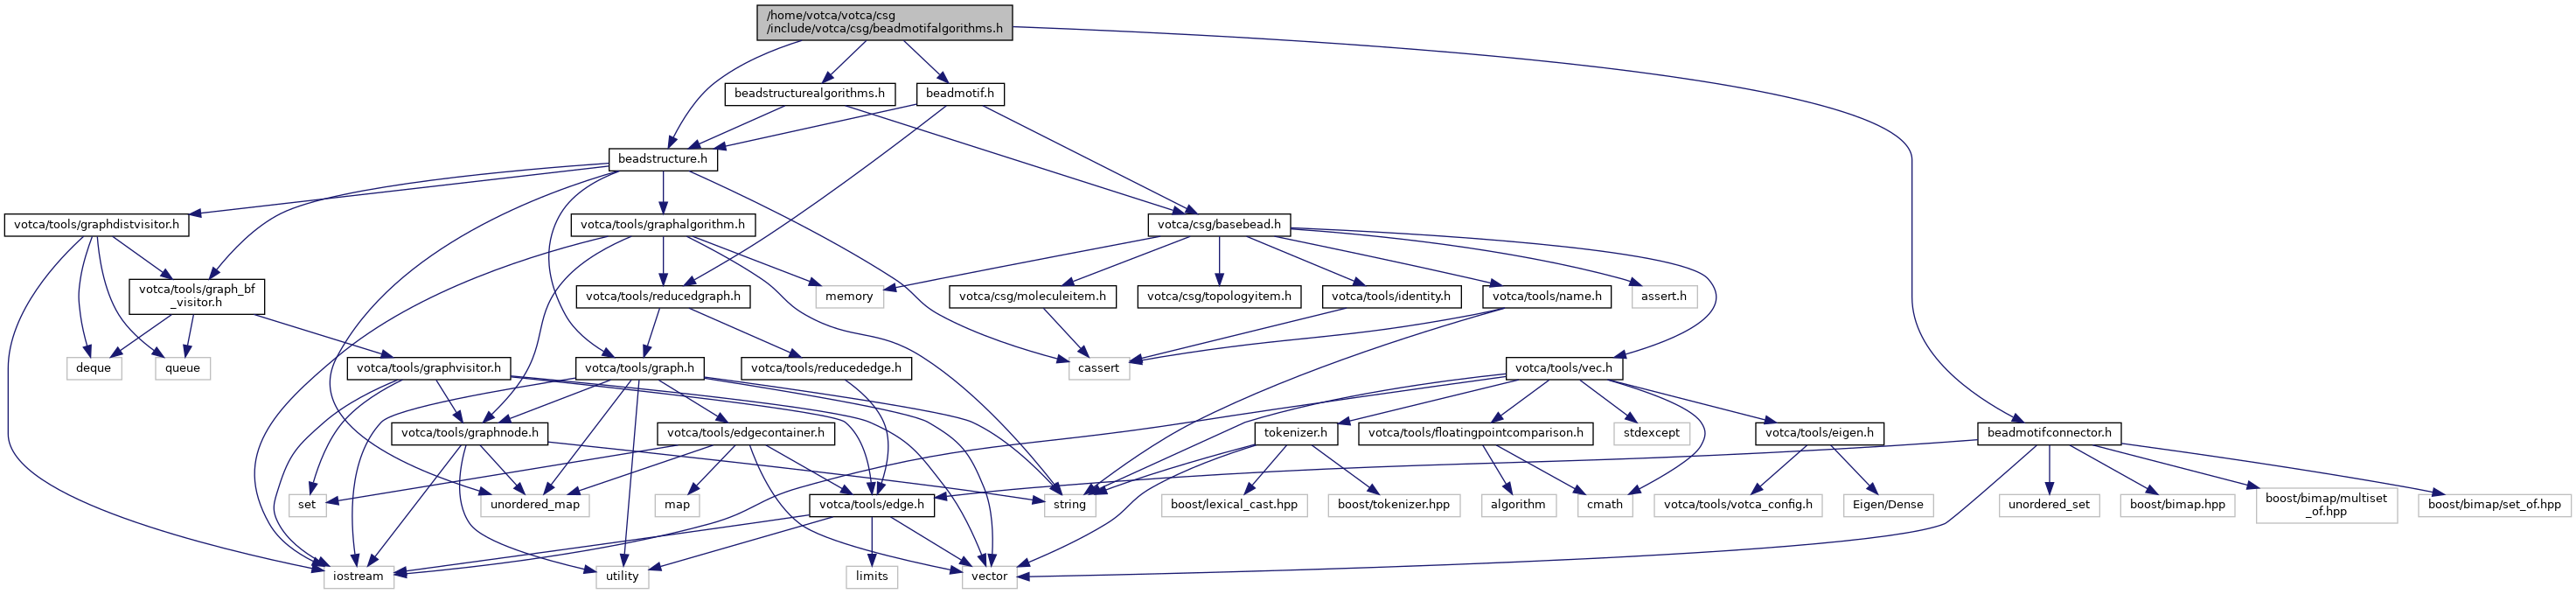 /home/votca/votca/csg
/include/votca/csg/beadmotifalgorithms.h
beadstructurealgorithms.h
beadmotif.h
beadstructure.h
votca/tools/graphdistvisitor.h
votca/tools/graphalgorithm.h
votca/csg/basebead.h
votca/tools/graph_bf
_visitor.h
votca/tools/reducedgraph.h
memory
votca/csg/moleculeitem.h
votca/csg/topologyitem.h
votca/tools/identity.h
votca/tools/name.h
assert.h
deque
queue
votca/tools/graphvisitor.h
votca/tools/graph.h
votca/tools/reducededge.h
cassert
votca/tools/vec.h
votca/tools/graphnode.h
votca/tools/edgecontainer.h
tokenizer.h
votca/tools/floatingpointcomparison.h
stdexcept
votca/tools/eigen.h
beadmotifconnector.h
set
unordered_map
map
votca/tools/edge.h
string
boost/lexical_cast.hpp
boost/tokenizer.hpp
algorithm
cmath
votca/tools/votca_config.h
Eigen/Dense
unordered_set
boost/bimap.hpp
boost/bimap/multiset
_of.hpp
boost/bimap/set_of.hpp
iostream
utility
limits
vector